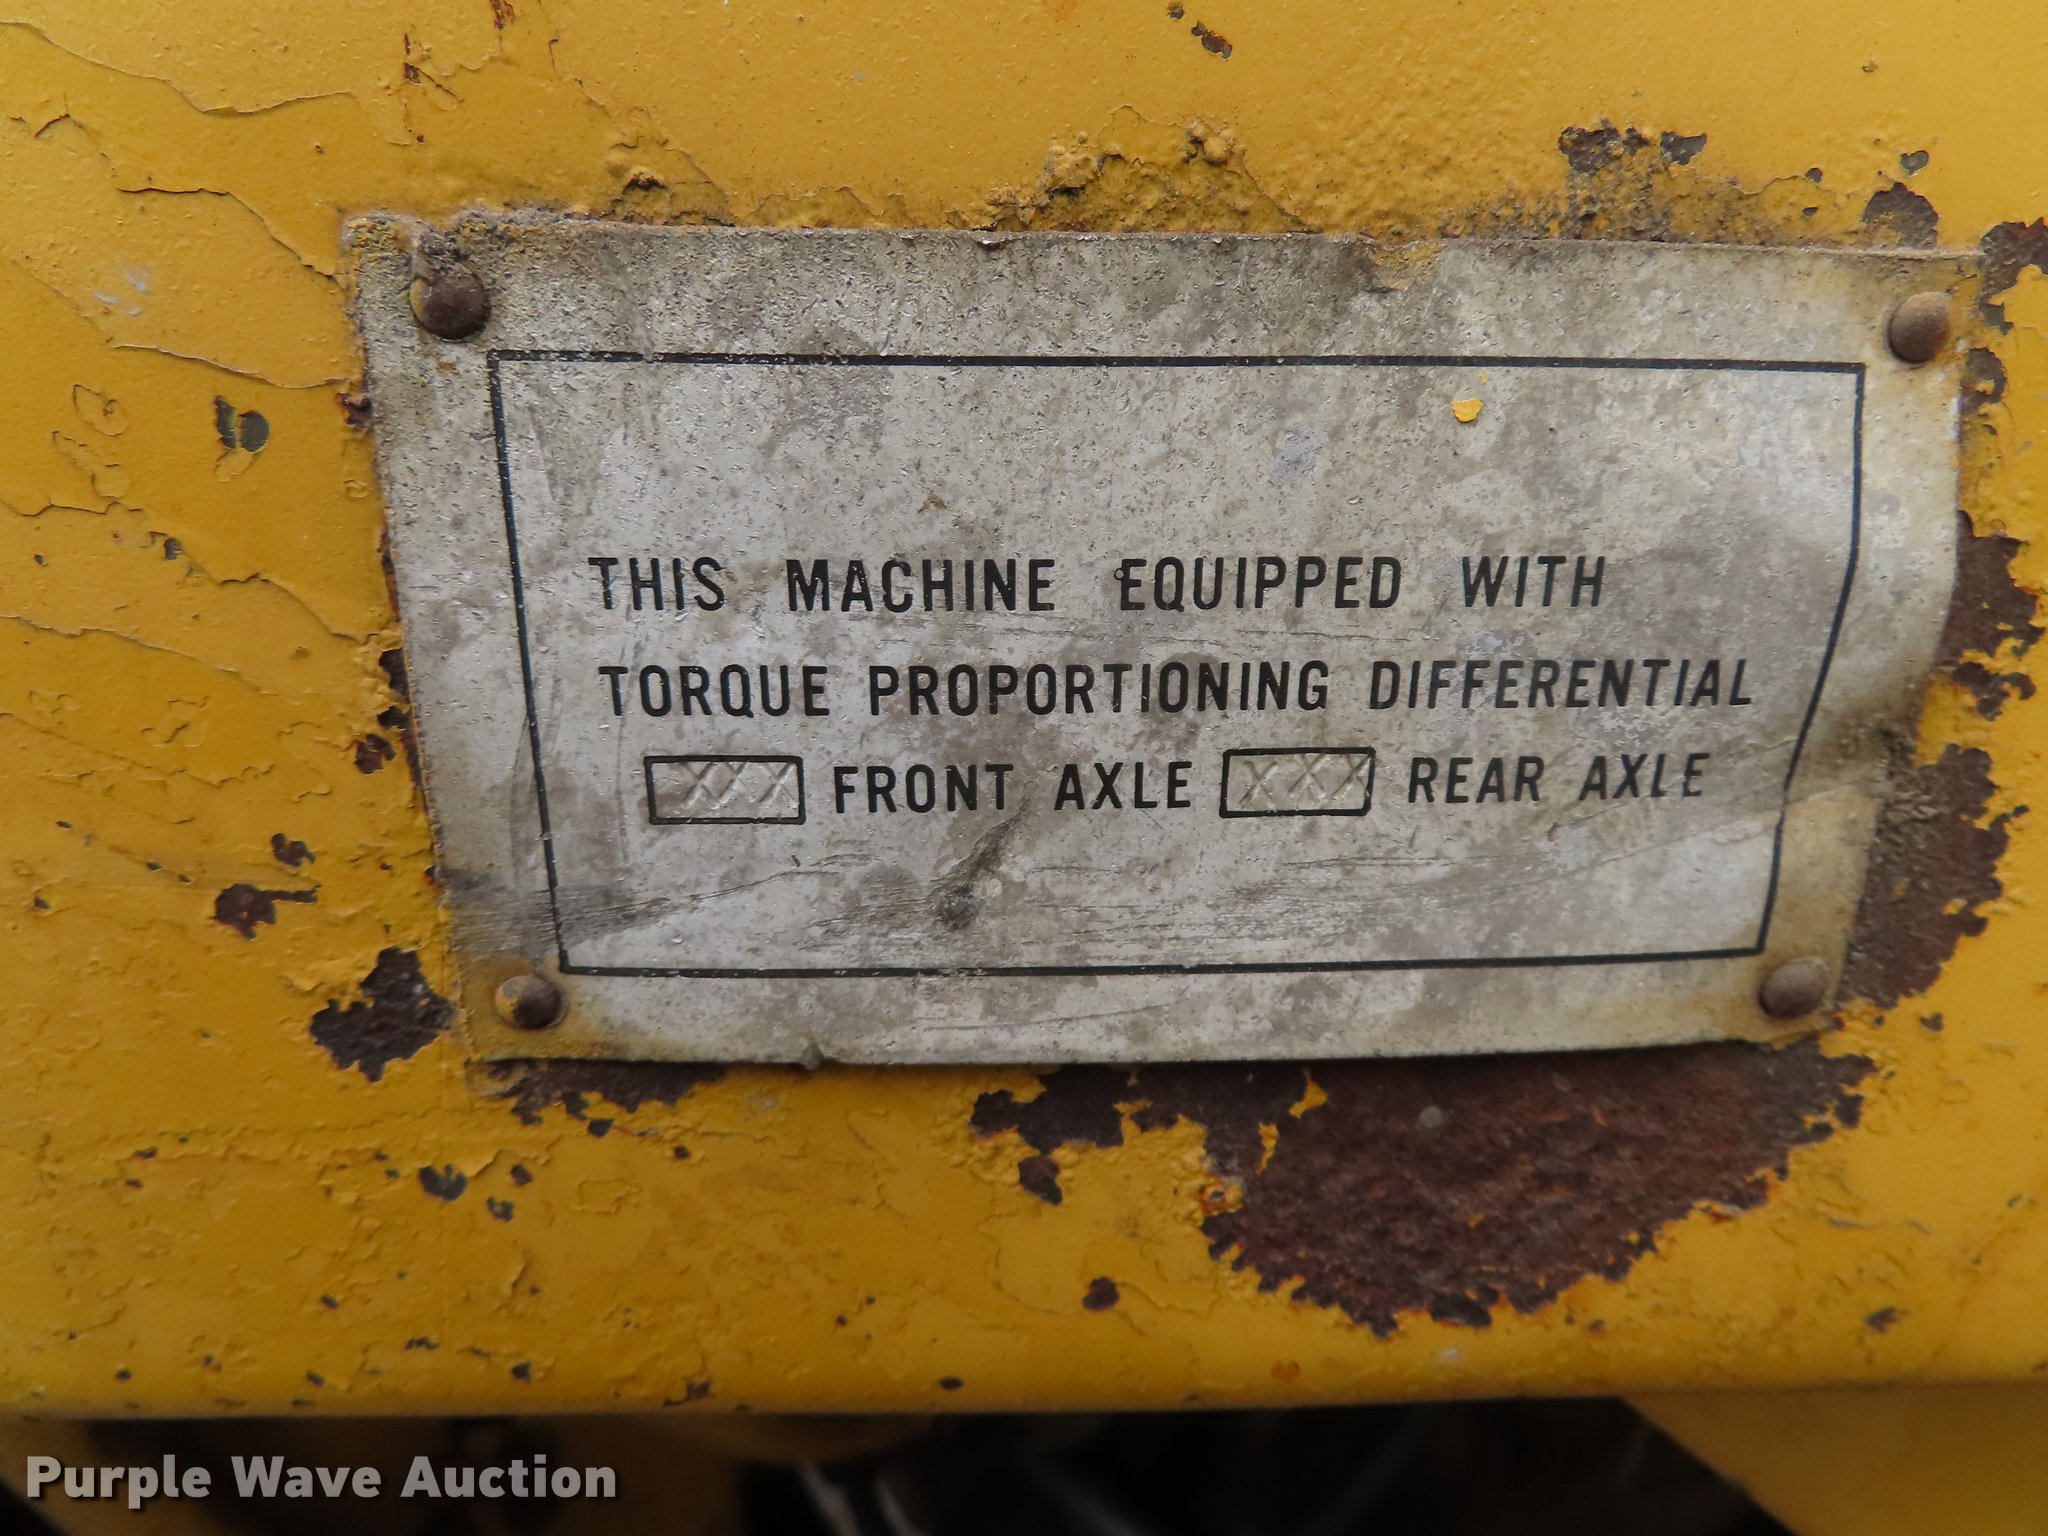 THIS MACHINE EQUIPPED WITH
TORQUE PROPORTIONING DIFFERENTIAL
XXX FRONT AXLE XXX REAR AXLE
Purple Wave Auction